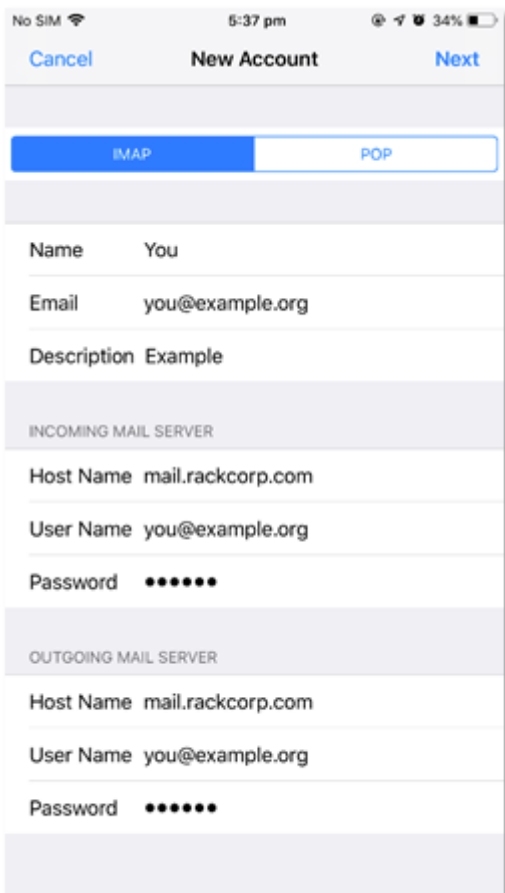 No SIM 5:37 pm 34%
Cancel New Account Next
IMAP POP
Name You
Email you@example.org
Description Example
INCOMING MAIL SERVER
Host Name mail.rackcorp.com
User Name you@example.org
Password ••••••
OUTGOING MAIL SERVER
Host Name mail.rackcorp.com
User Name you@example.org
Password ••••••